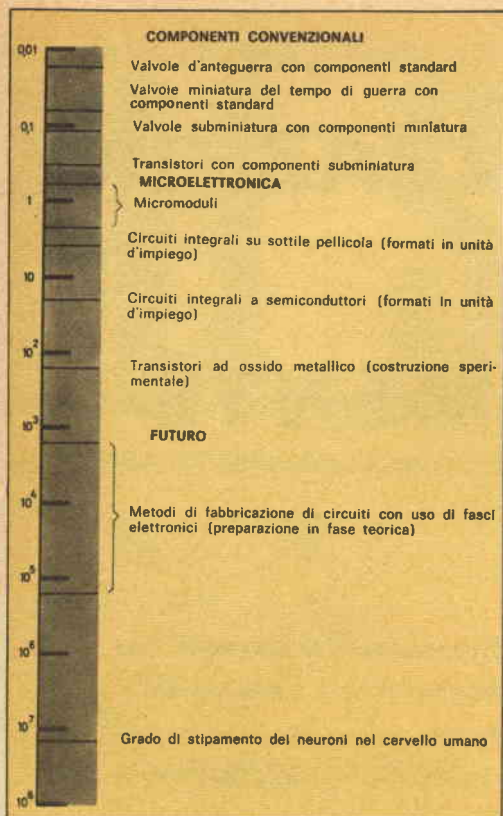 COMPONENTI CONVENZIONALI
0,01
Valvole d'anteguerra con componenti standard
Valvole miniatura del tempo di guerra con
componenti standard
0,1
Valvole subminiatura con componenti miniatura
Transistori con componenti subminiatura
MICROELETTRONICA
1
Micromoduli
Circuiti integrali su sottile pellicola (formati in unità
d'impiego)
10
Circuiti integrali a semiconduttori (formati in unità
d'impiego)
10²
Transistori ad ossido metallico (costruzione speri-
mentale)
10³
FUTURO
10⁴
Metodi di fabbricazione di circuiti con uso di fasci
elettronici (preparazione in fase teorica)
10⁵
10⁶
10⁷
Grado di stipamento dei neuroni nel cervello umano
10⁸